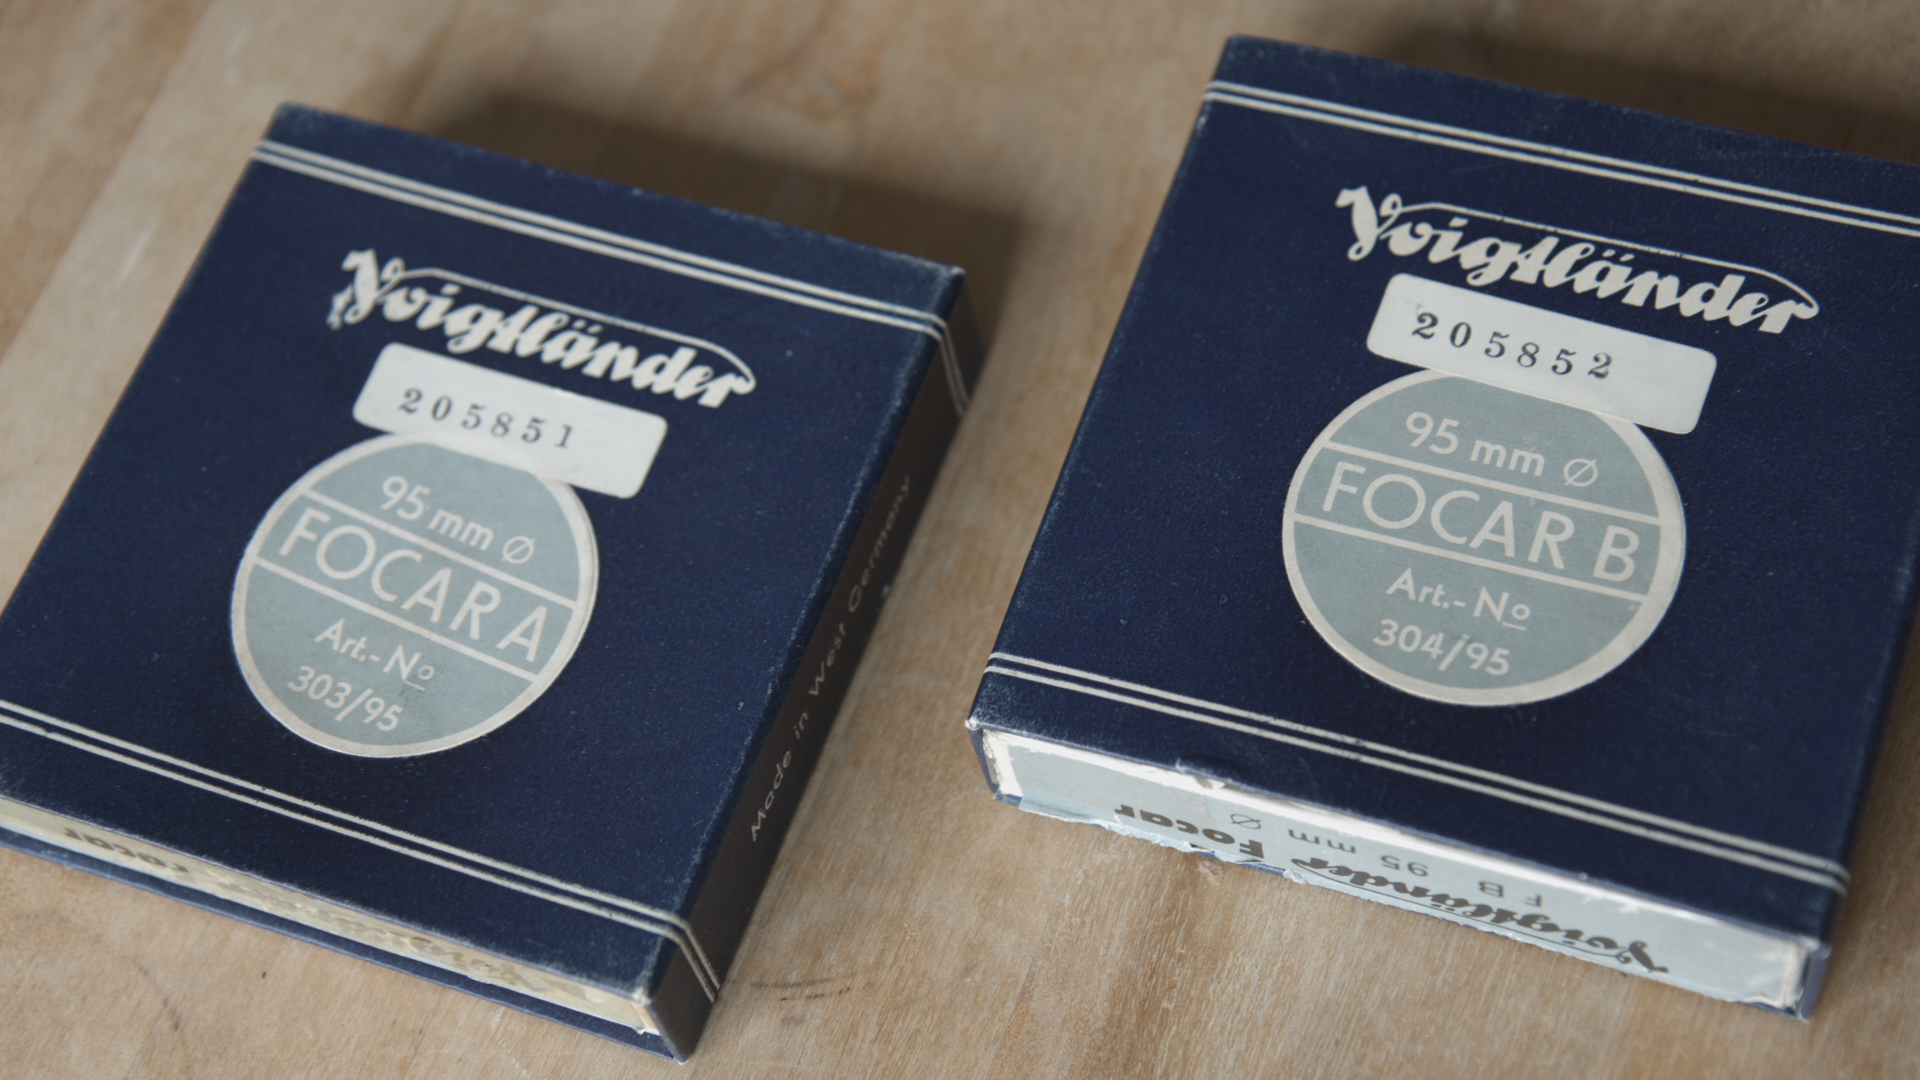 Voigtländer
205851
95 mm Ø
FOCAR A
Art.-No
303/95
Made in West Germany
Focar
Voigtländer
205852
95 mm Ø
FOCAR B
Art.-No
304/95
Voigtländer Focar
F B 95 mm Ø